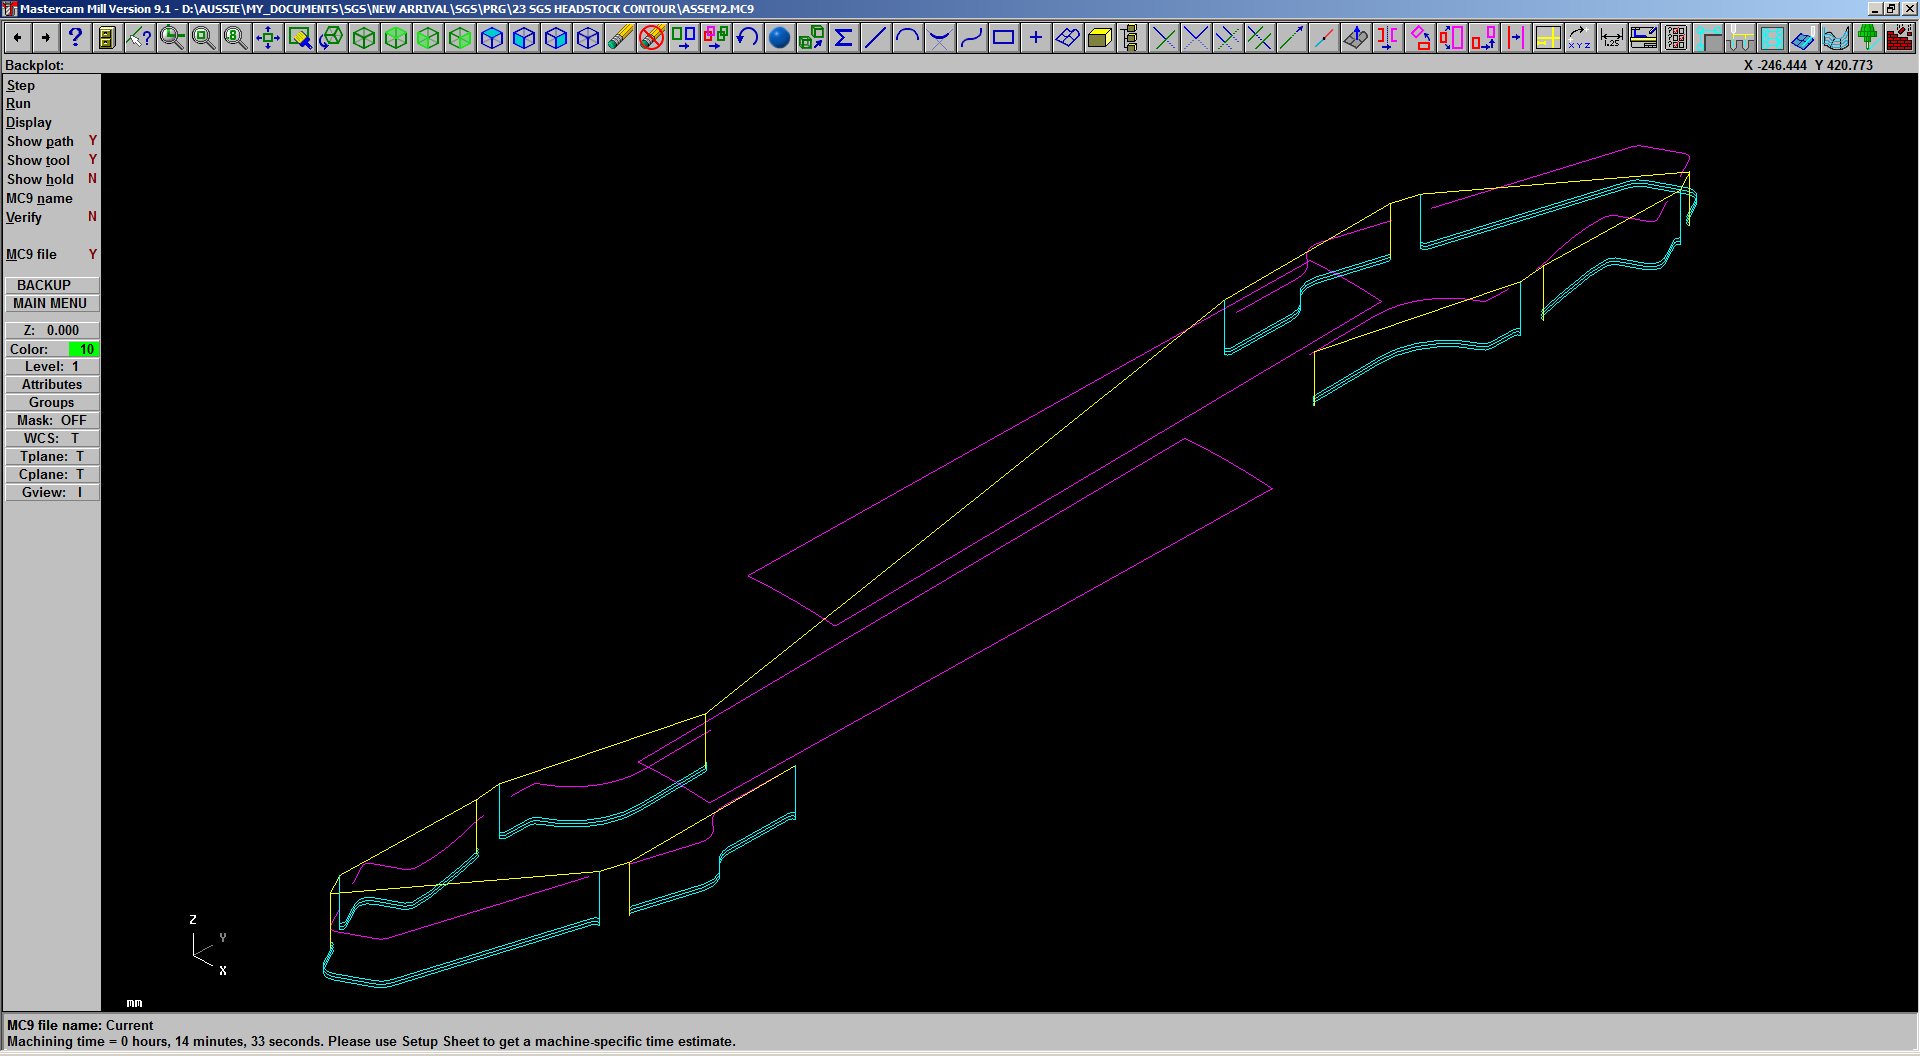 Mastercam Mill Version 9.1 - D:\AUSSIE\MY_DOCUMENTS\SGS\NEW ARRIVAL\SGS\PRG\23 SGS HEADSTOCK CONTOUR\ASSEM2.MC9
Backplot:
X -246.444 Y 420.773
Step
Run
Display
Show path Y
Show tool Y
Show hold N
MC9 name
Verify N
MC9 file Y
BACKUP
MAIN MENU
Z: 0.000
Color: 10
Level: 1
Attributes
Groups
Mask: OFF
WCS: T
Tplane: T
Cplane: T
Gview: I
Z
Y
X
mm
MC9 file name: Current
Machining time = 0 hours, 14 minutes, 33 seconds. Please use Setup Sheet to get a machine-specific time estimate.